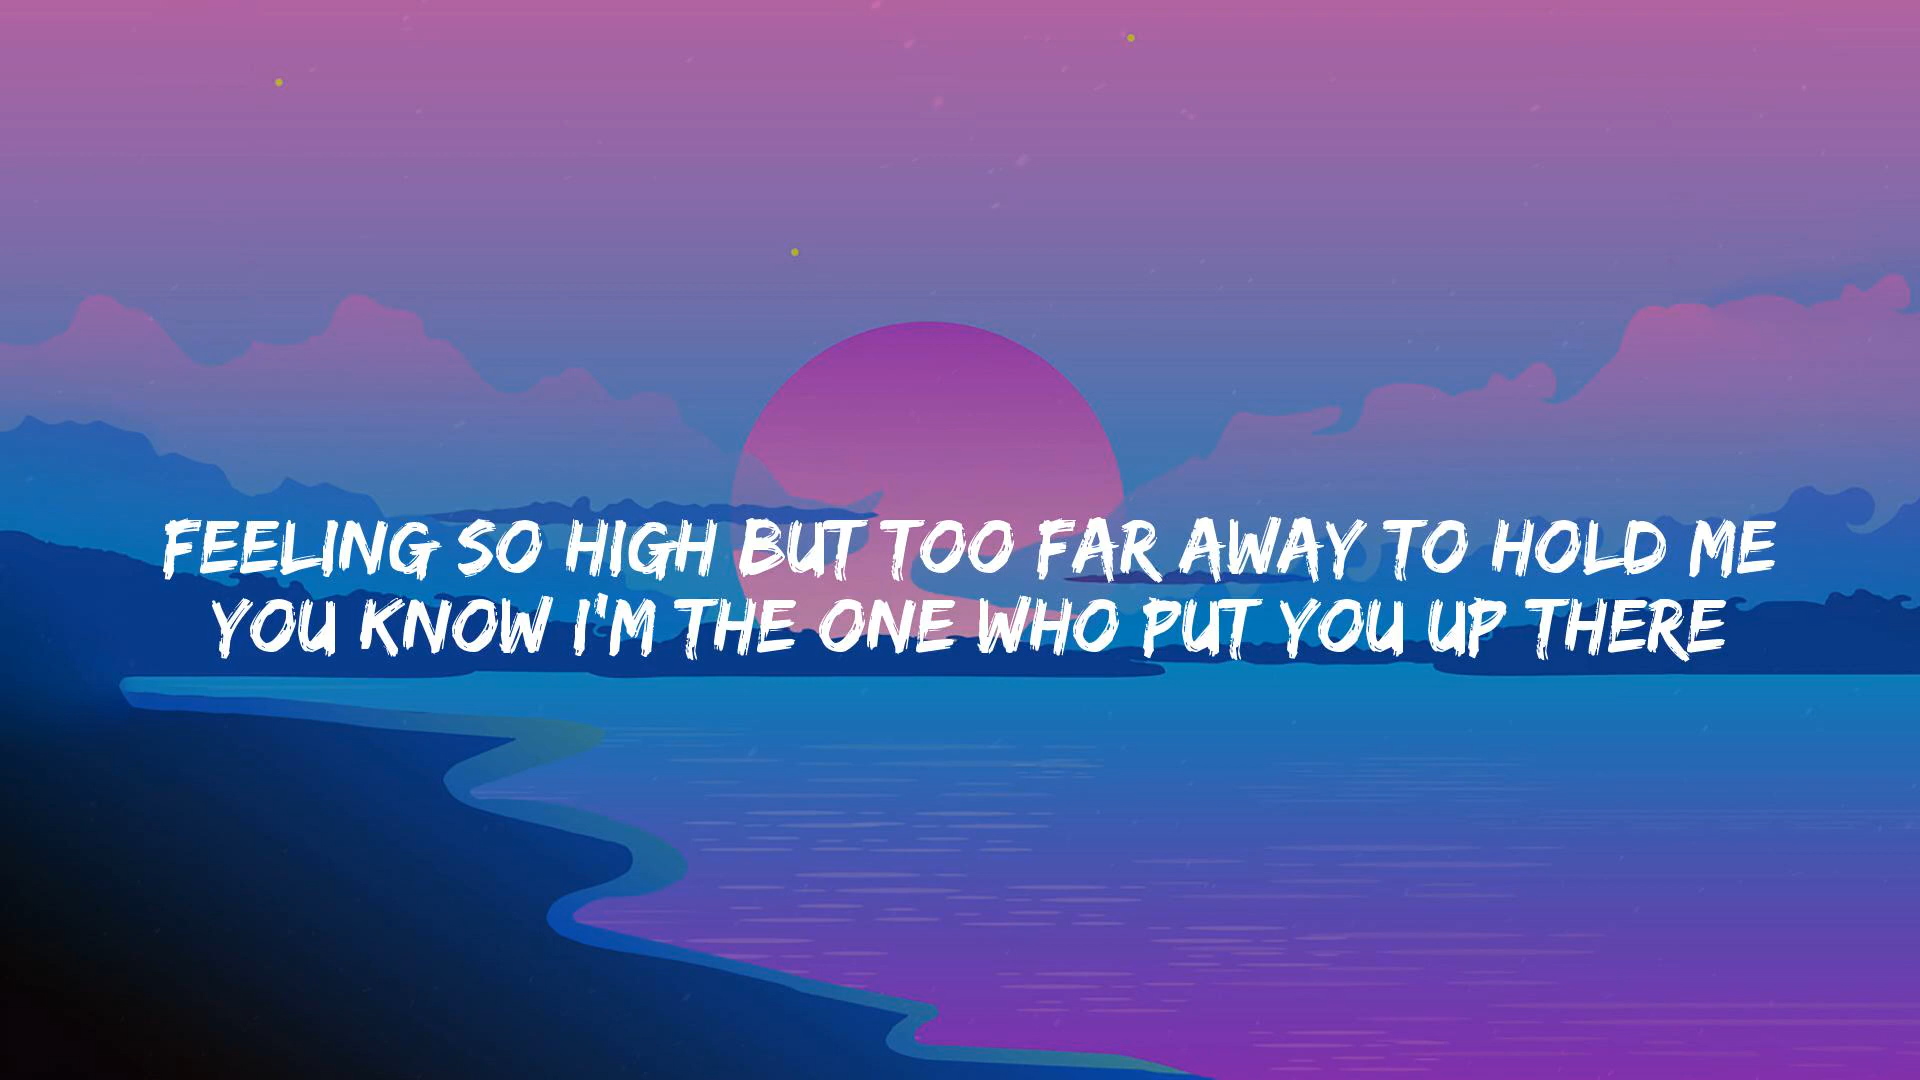 FEELING SO HIGH BUT TOO FAR AWAY TO HOLD ME
YOU KNOW I'M THE ONE WHO PUT YOU UP THERE